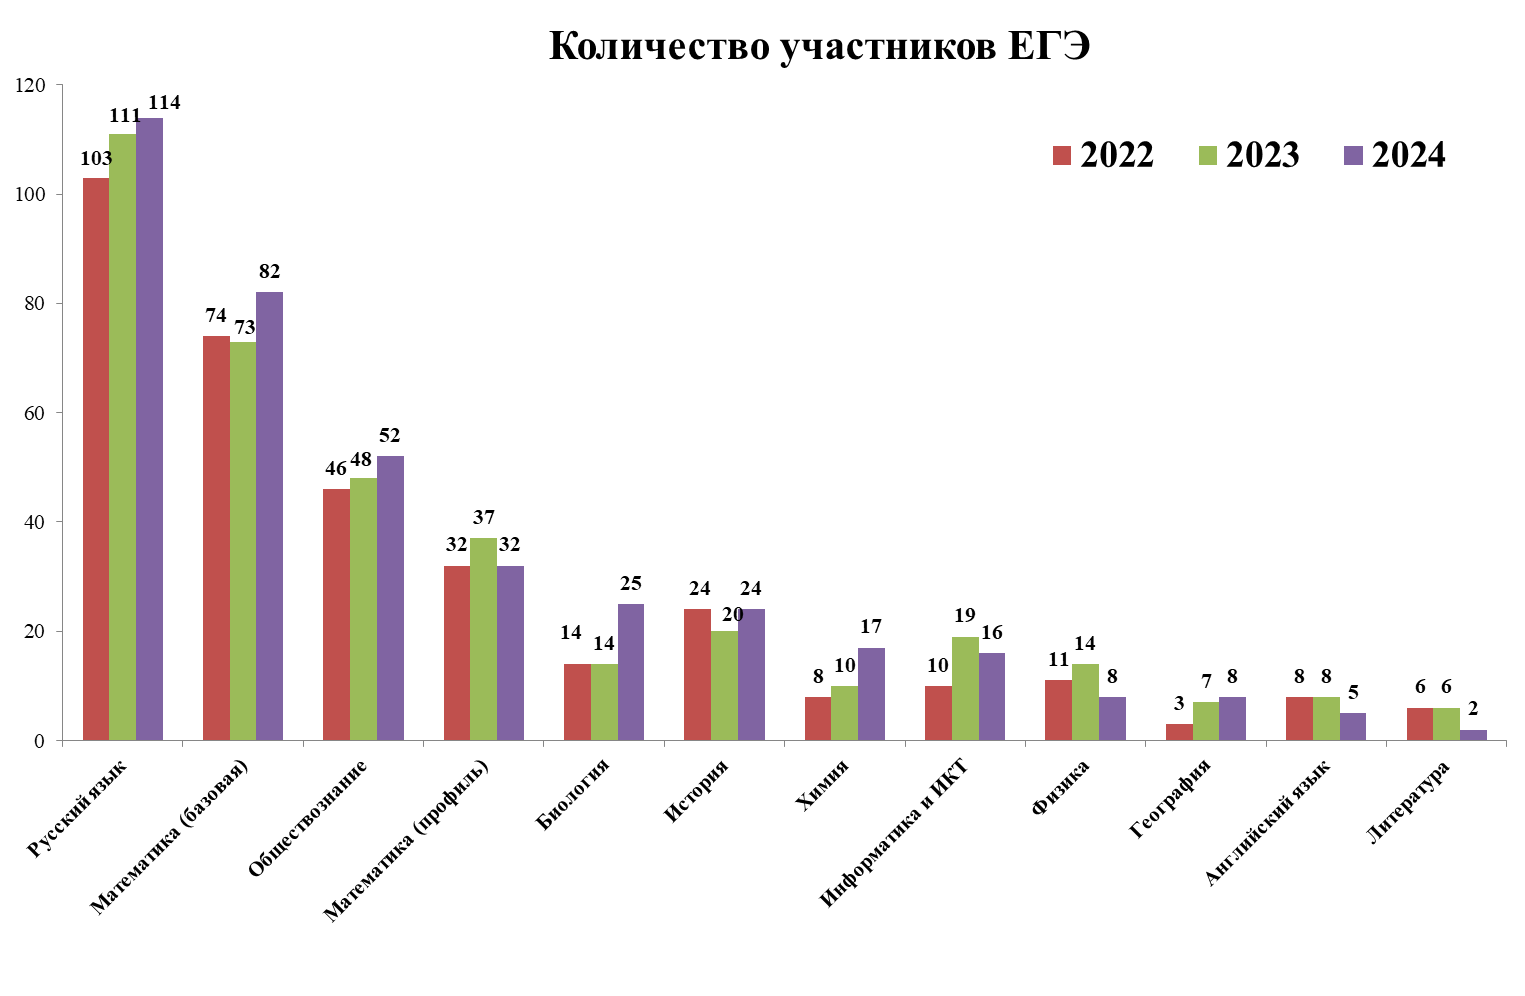 Количество участников ЕГЭ
2022 2023 2024
120
100
80
60
40
20
0
103 111 114
74 73 82
46 48 52
32 37 32
14 14 25
24 20 24
8 10 17
10 19 16
11 14 8
3 7 8
8 8 5
6 6 2
Русский язык
Математика (базовая)
Обществознание
Математика (профиль)
Биология
История
Химия
Информатика и ИКТ
Физика
География
Английский язык
Литература